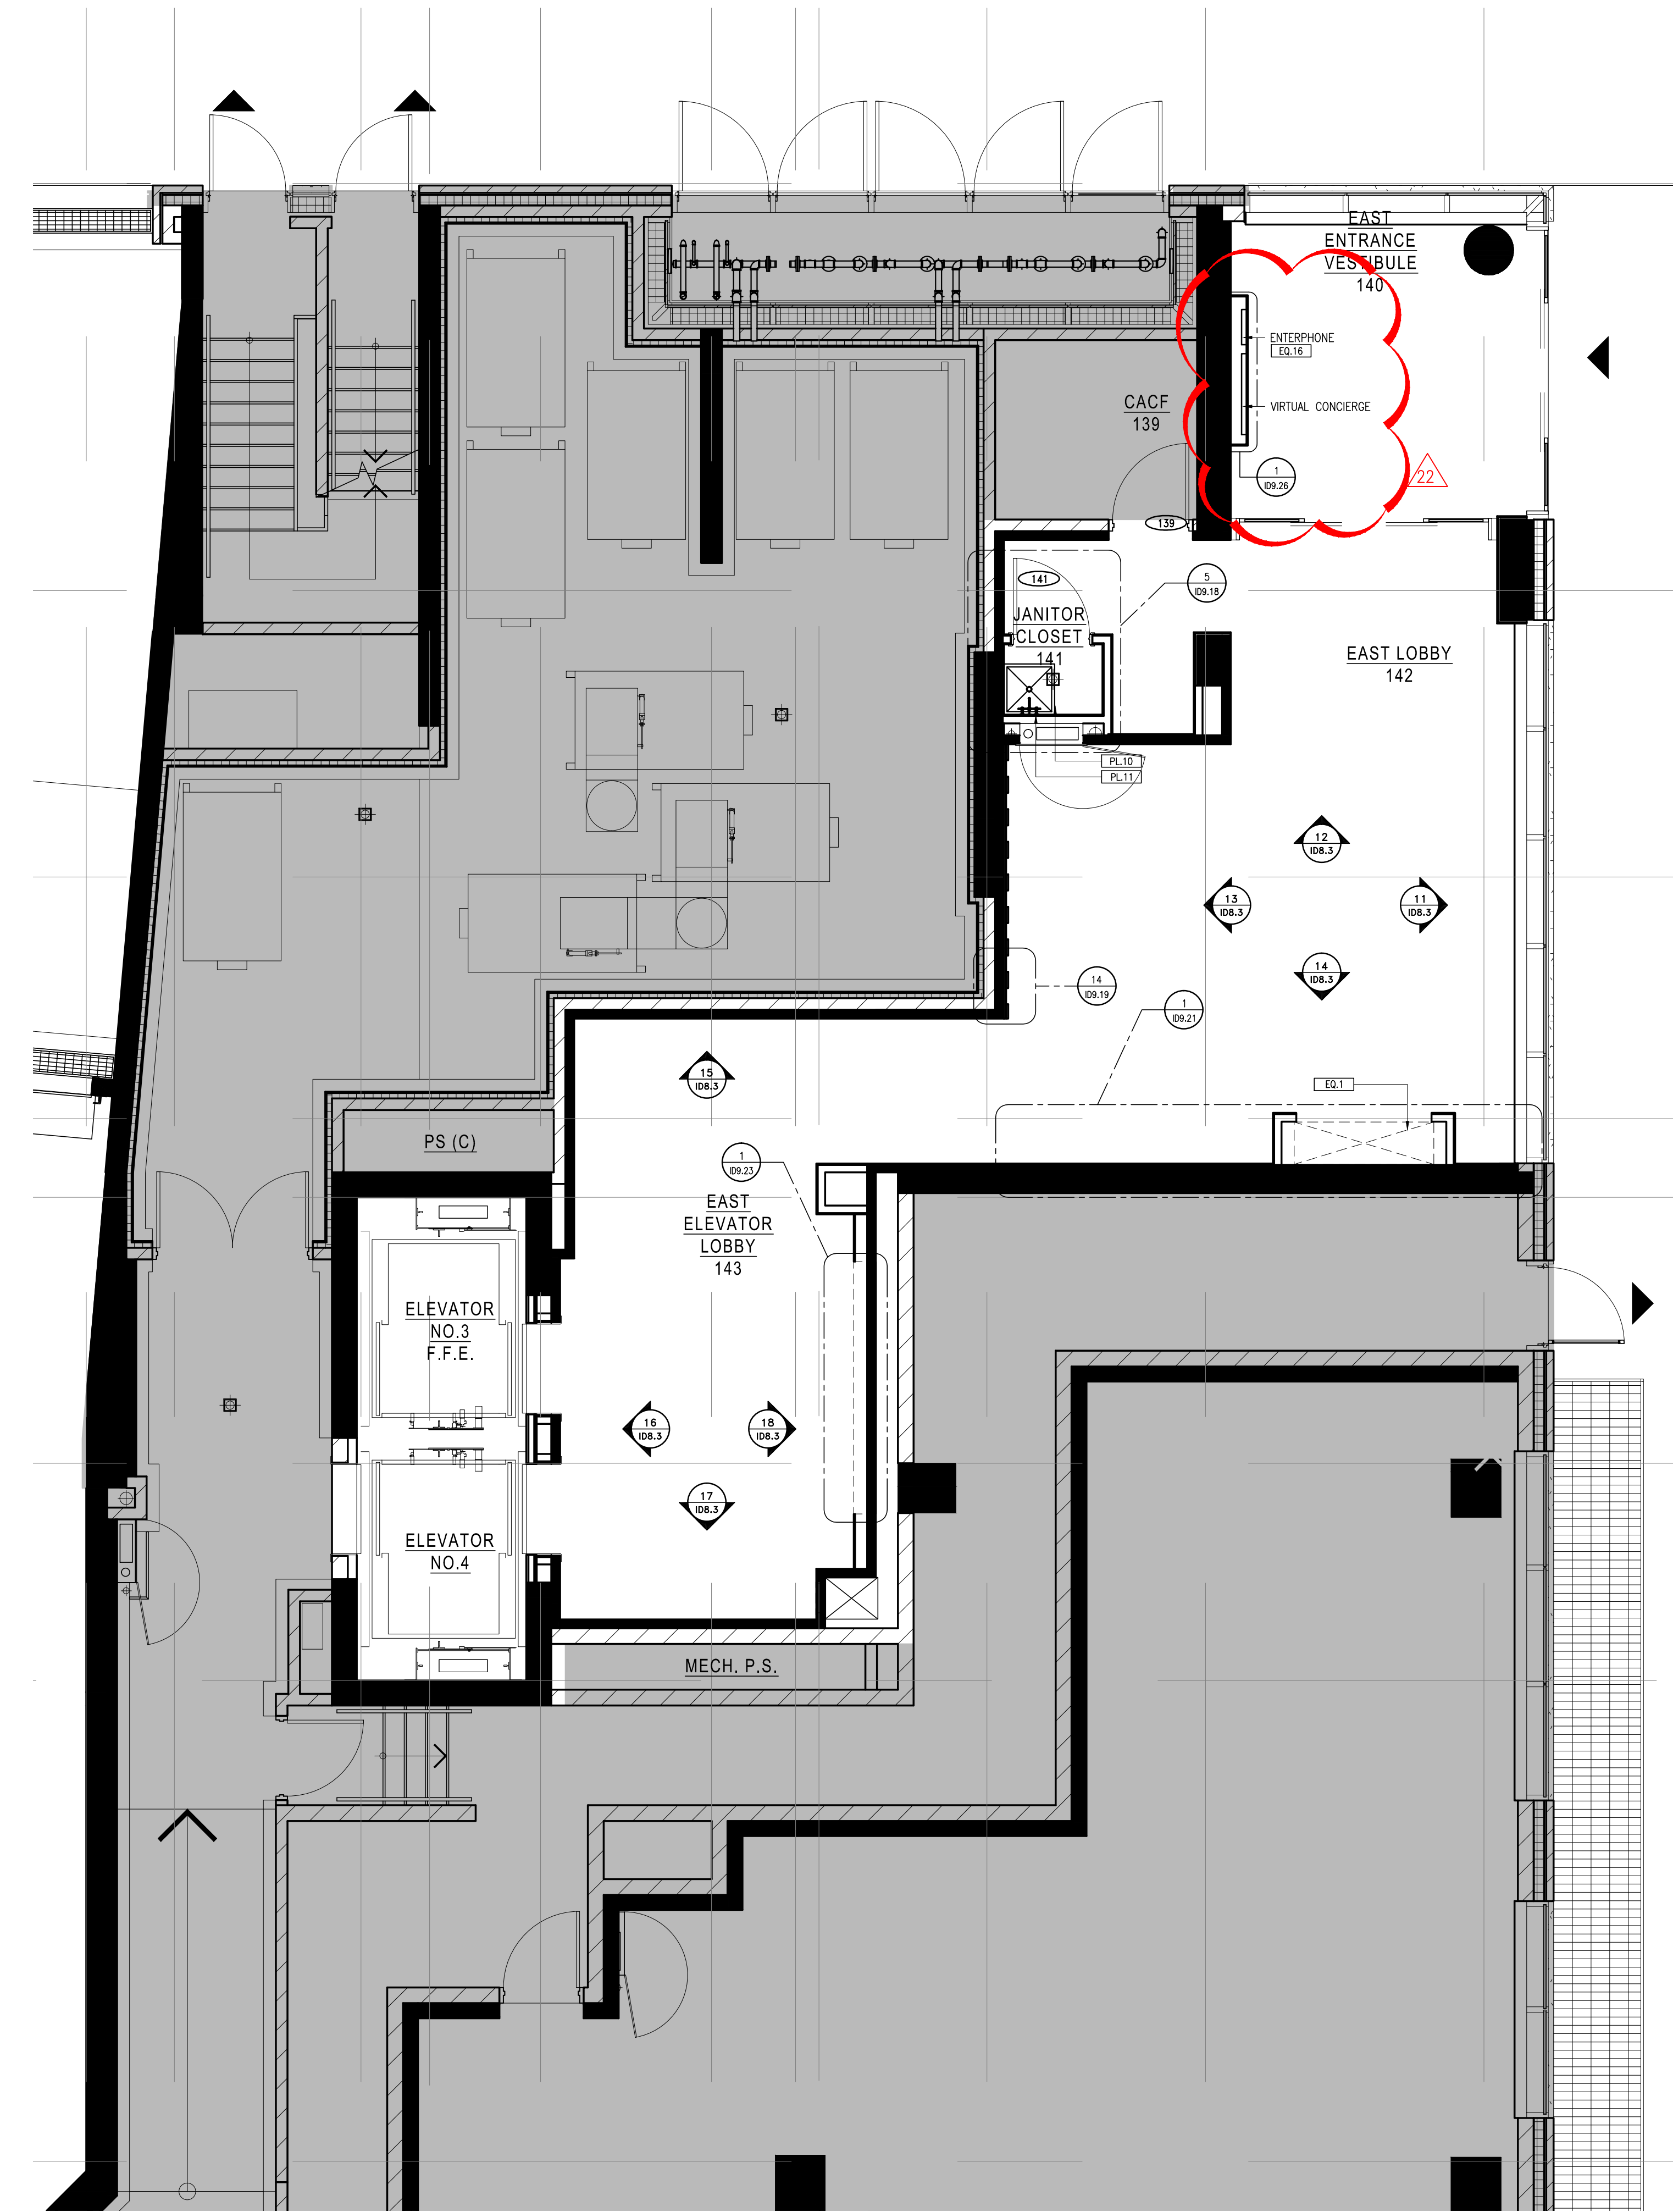 EAST
ENTRANCE
VESTIBULE
140
ENTERPHONE
EQ.16
VIRTUAL CONCIERGE
CACF
139
1
ID9.26
22
139
141
5
ID9.18
JANITOR
CLOSET
141
EAST LOBBY
142
PL.10
PL.11
12
ID8.3
13
ID8.3
11
ID8.3
14
ID8.3
14
ID9.19
1
ID9.21
15
ID8.3
EQ.1
PS (C)
1
ID9.23
EAST
ELEVATOR
LOBBY
143
ELEVATOR
NO.3
F.F.E.
16
ID8.3
18
ID8.3
17
ID8.3
ELEVATOR
NO.4
MECH. P.S.